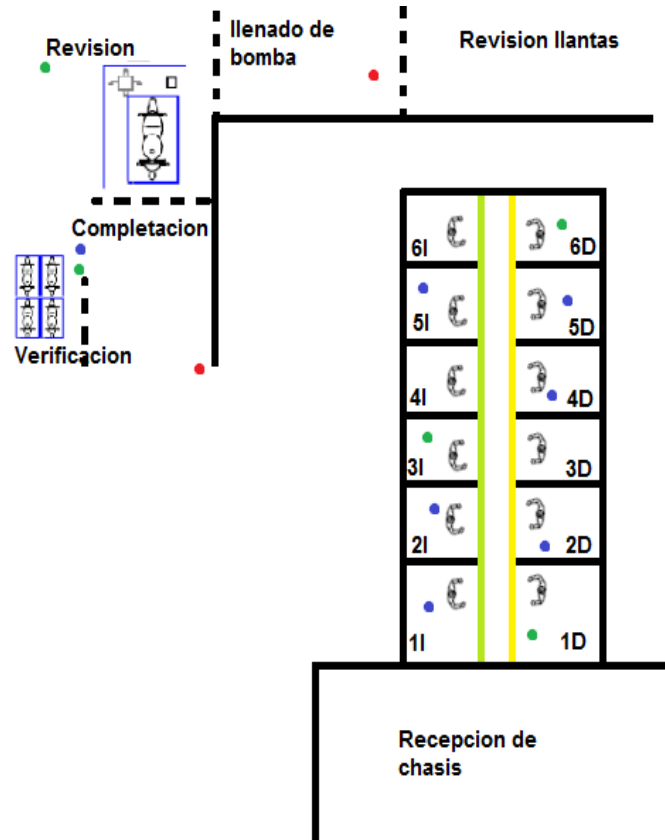 Revision
llenado de
bomba
Revision llantas
Completacion
Verificacion
6I
6D
5I
5D
4I
4D
3I
3D
2I
2D
1I
1D
Recepcion de
chasis